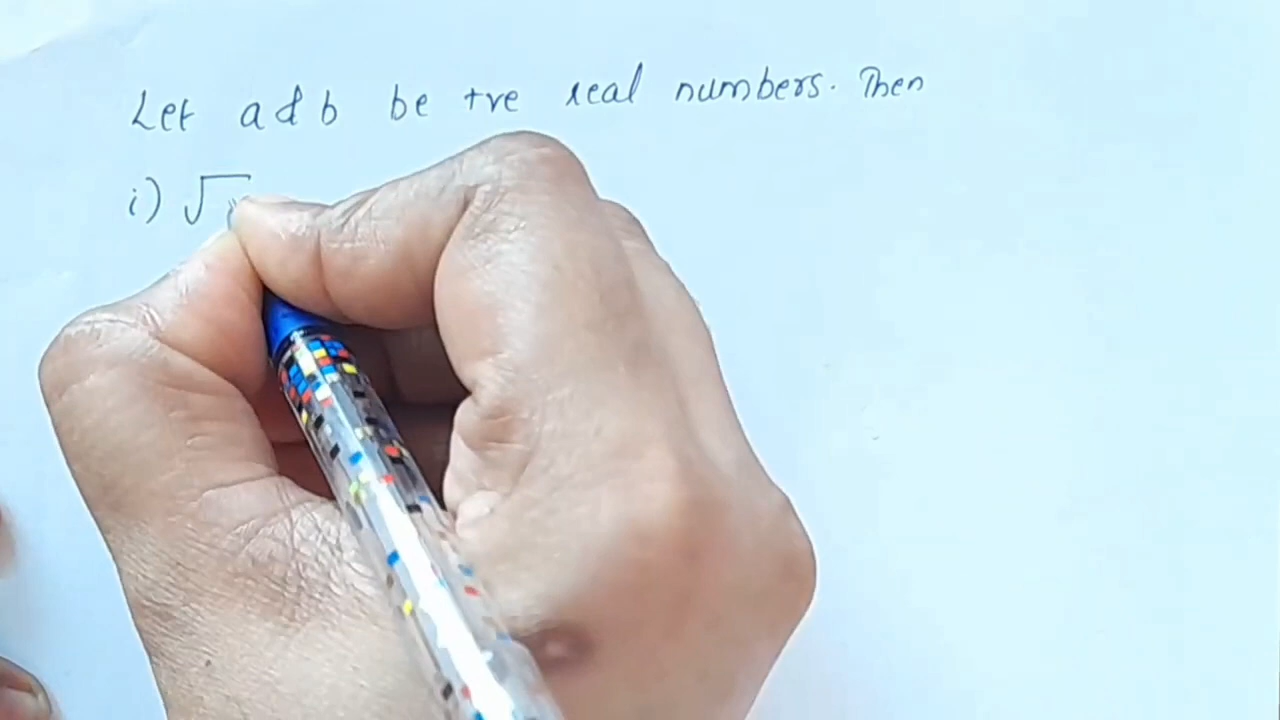 Let a & b be +ve real numbers. Then
i) √